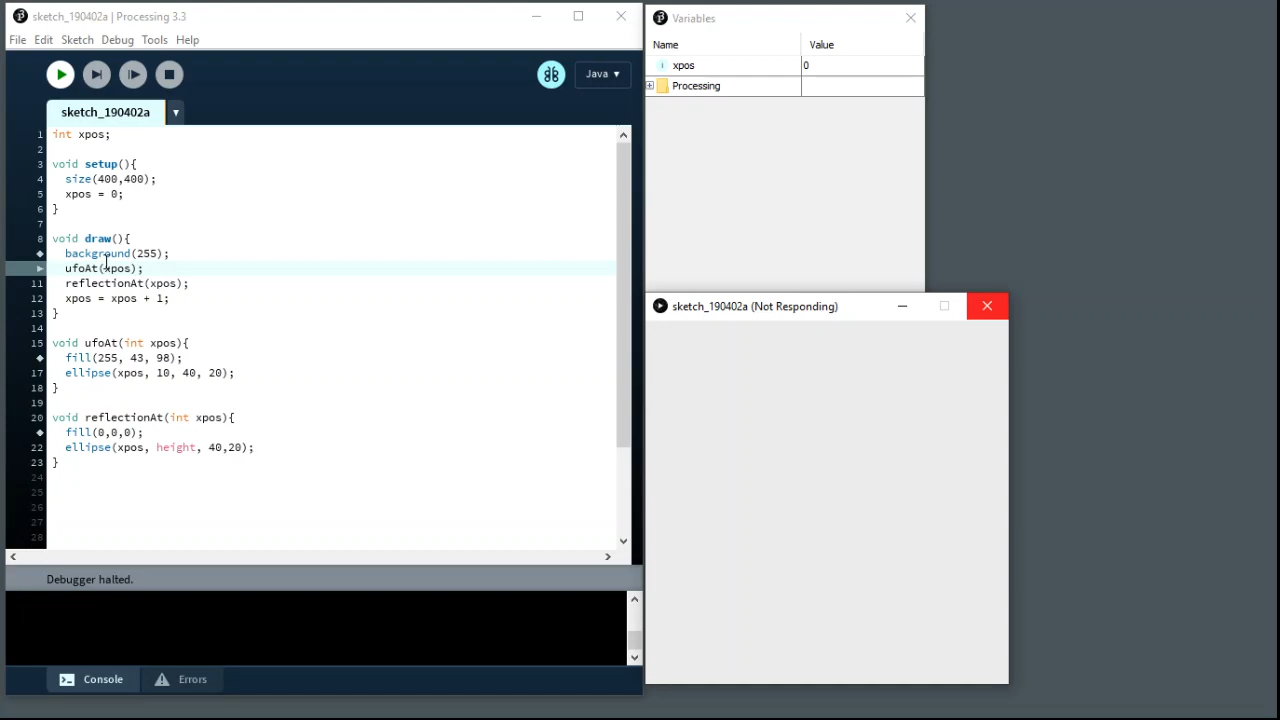 sketch_190402a | Processing 3.3
File Edit Sketch Debug Tools Help
Java ▾
sketch_190402a ▾
1 int xpos;
2
3 void setup(){
4 size(400,400);
5 xpos = 0;
6 }
7
8 void draw(){
background(255);
ufoAt(xpos);
11 reflectionAt(xpos);
12 xpos = xpos + 1;
13 }
14
15 void ufoAt(int xpos){
fill(255, 43, 98);
17 ellipse(xpos, 10, 40, 20);
18 }
19
20 void reflectionAt(int xpos){
fill(0,0,0);
22 ellipse(xpos, height, 40,20);
23 }
24
25
26
27
28
Debugger halted.
Console Errors
Variables
Name Value
xpos 0
Processing
sketch_190402a (Not Responding)